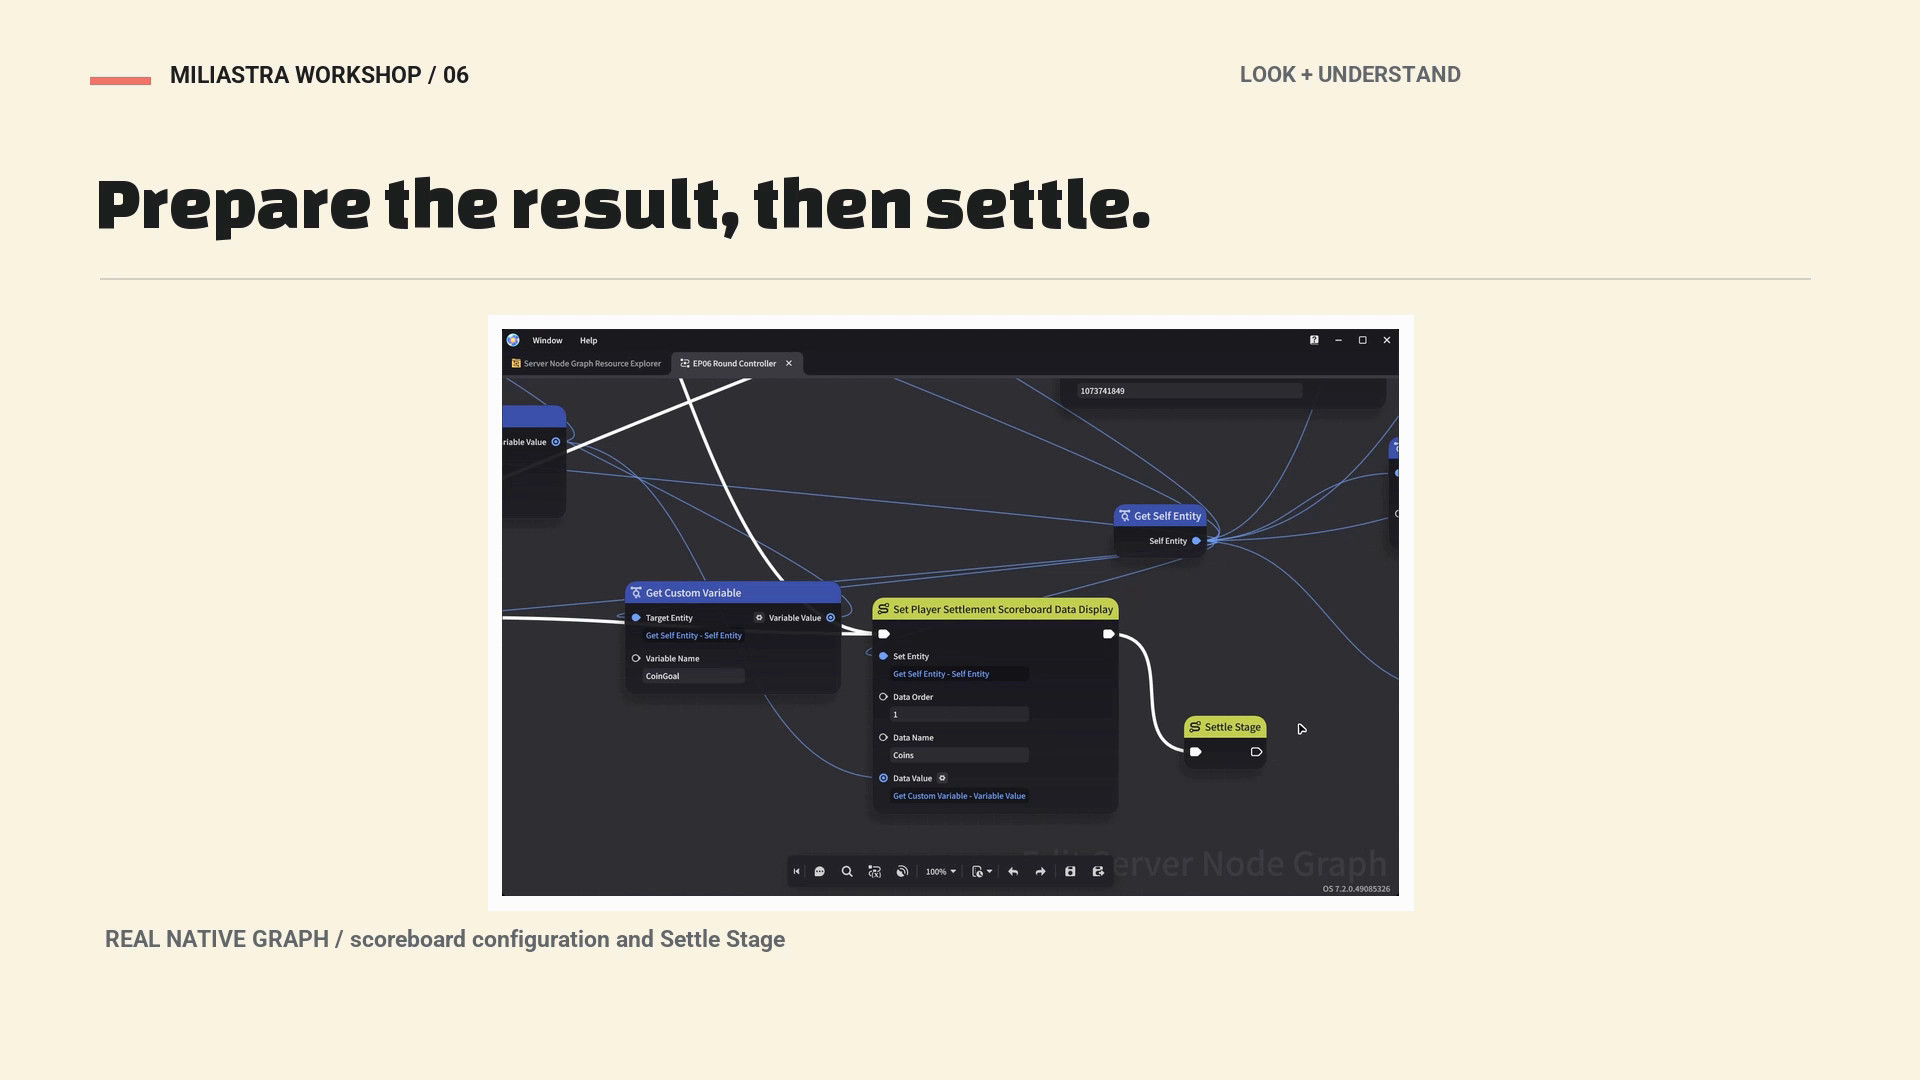 MILIASTRA WORKSHOP / 06
LOOK + UNDERSTAND
Prepare the result, then settle.
Window Help
Server Node Graph Resource Explorer
EP06 Round Controller
1073741849
riable Value
Get Self Entity
Self Entity
Get Custom Variable
Target Entity
Variable Value
Get Self Entity - Self Entity
Variable Name
CoinGoal
Set Player Settlement Scoreboard Data Display
Set Entity
Get Self Entity - Self Entity
Data Order
1
Data Name
Coins
Data Value
Get Custom Variable - Variable Value
Settle Stage
100%
Edit Server Node Graph
OS 7.2.0.49085326
REAL NATIVE GRAPH / scoreboard configuration and Settle Stage